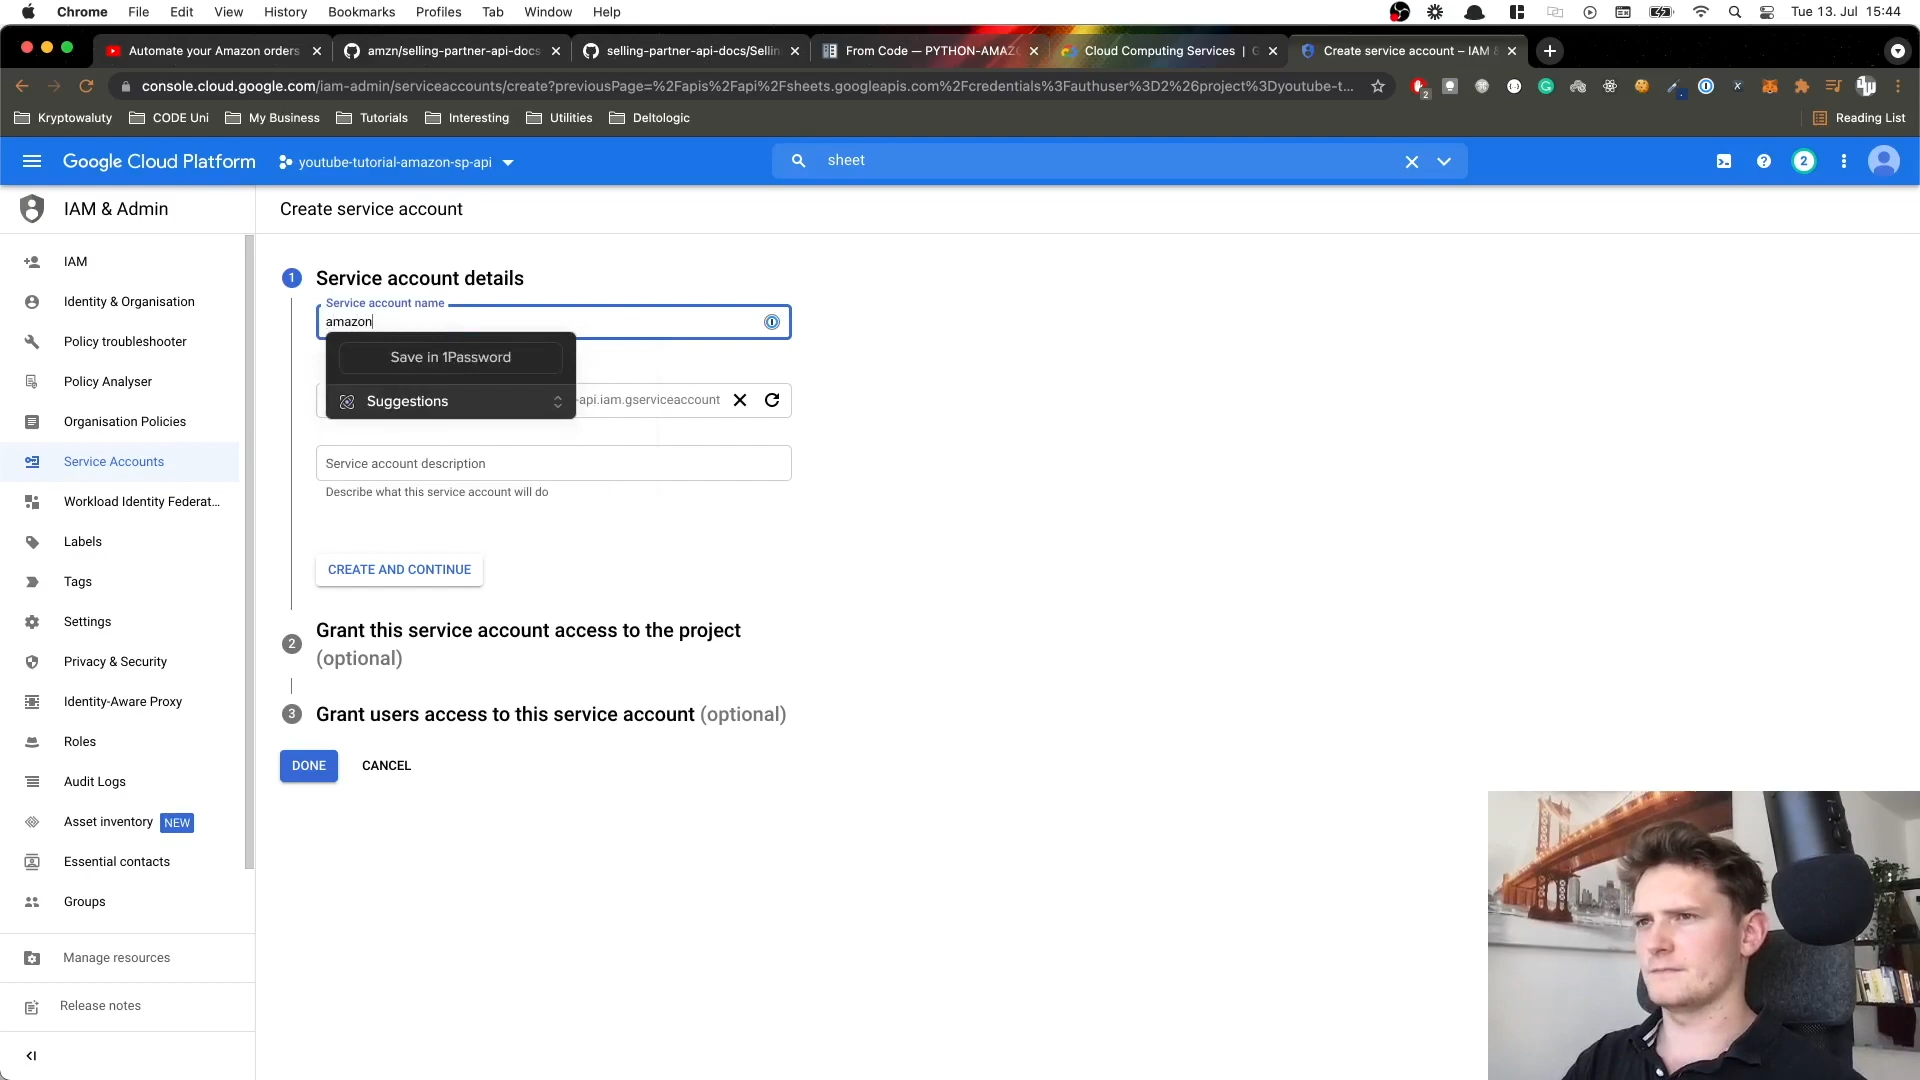 Chrome File Edit View History Bookmarks Profiles Tab Window Help Tue 13. Jul 15:44
Automate your Amazon orders amzn/selling-partner-api-docs selling-partner-api-docs/Sellin From Code — PYTHON-AMAZO Cloud Computing Services | G Create service account – IAM &
console.cloud.google.com/iam-admin/serviceaccounts/create?previousPage=%2Fapis%2Fapi%2Fsheets.googleapis.com%2Fcredentials%3Fauthuser%3D2%26project%3Dyoutube-t...
2
Kryptowaluty CODE Uni My Business Tutorials Interesting Utilities Deltologic Reading List
Google Cloud Platform youtube-tutorial-amazon-sp-api sheet 2
IAM & Admin
IAM
Identity & Organisation
Policy troubleshooter
Policy Analyser
Organisation Policies
Service Accounts
Workload Identity Federat...
Labels
Tags
Settings
Privacy & Security
Identity-Aware Proxy
Roles
Audit Logs
Asset inventory NEW
Essential contacts
Groups
Manage resources
Release notes
Create service account
1 Service account details
Service account name
amazon
Save in 1Password
Suggestions
-api.iam.gserviceaccount
Service account description
Describe what this service account will do
CREATE AND CONTINUE
2 Grant this service account access to the project
(optional)
3 Grant users access to this service account (optional)
DONE CANCEL